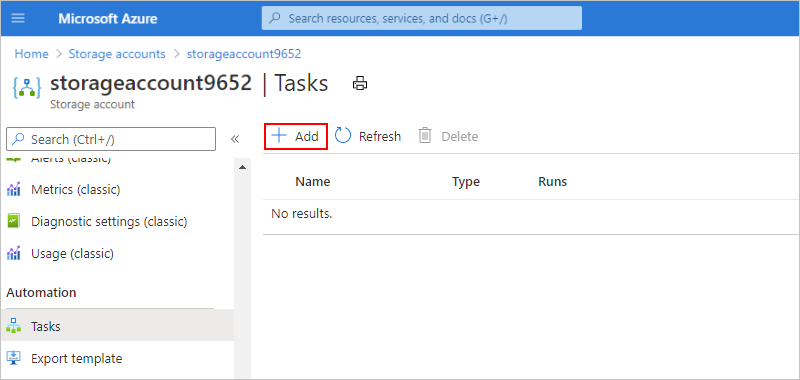 Microsoft Azure
Search resources, services, and docs (G+/)
Home > Storage accounts > storageaccount9652
storageaccount9652 | Tasks
Storage account
Search (Ctrl+/) «
+ Add Refresh Delete
Alerts (classic)
Metrics (classic)
Diagnostic settings (classic)
Usage (classic)
Automation
Tasks
Export template
Name Type Runs
No results.